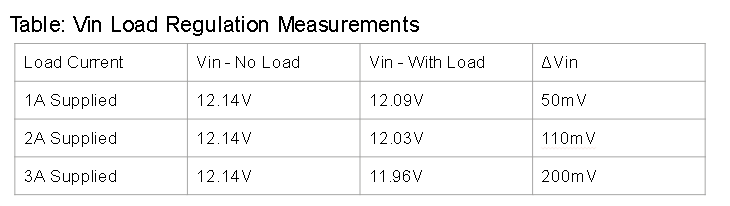 Table: Vin Load Regulation Measurements
Load Current Vin - No Load Vin - With Load ΔVin
1A Supplied 12.14V 12.09V 50mV
2A Supplied 12.14V 12.03V 110mV
3A Supplied 12.14V 11.96V 200mV